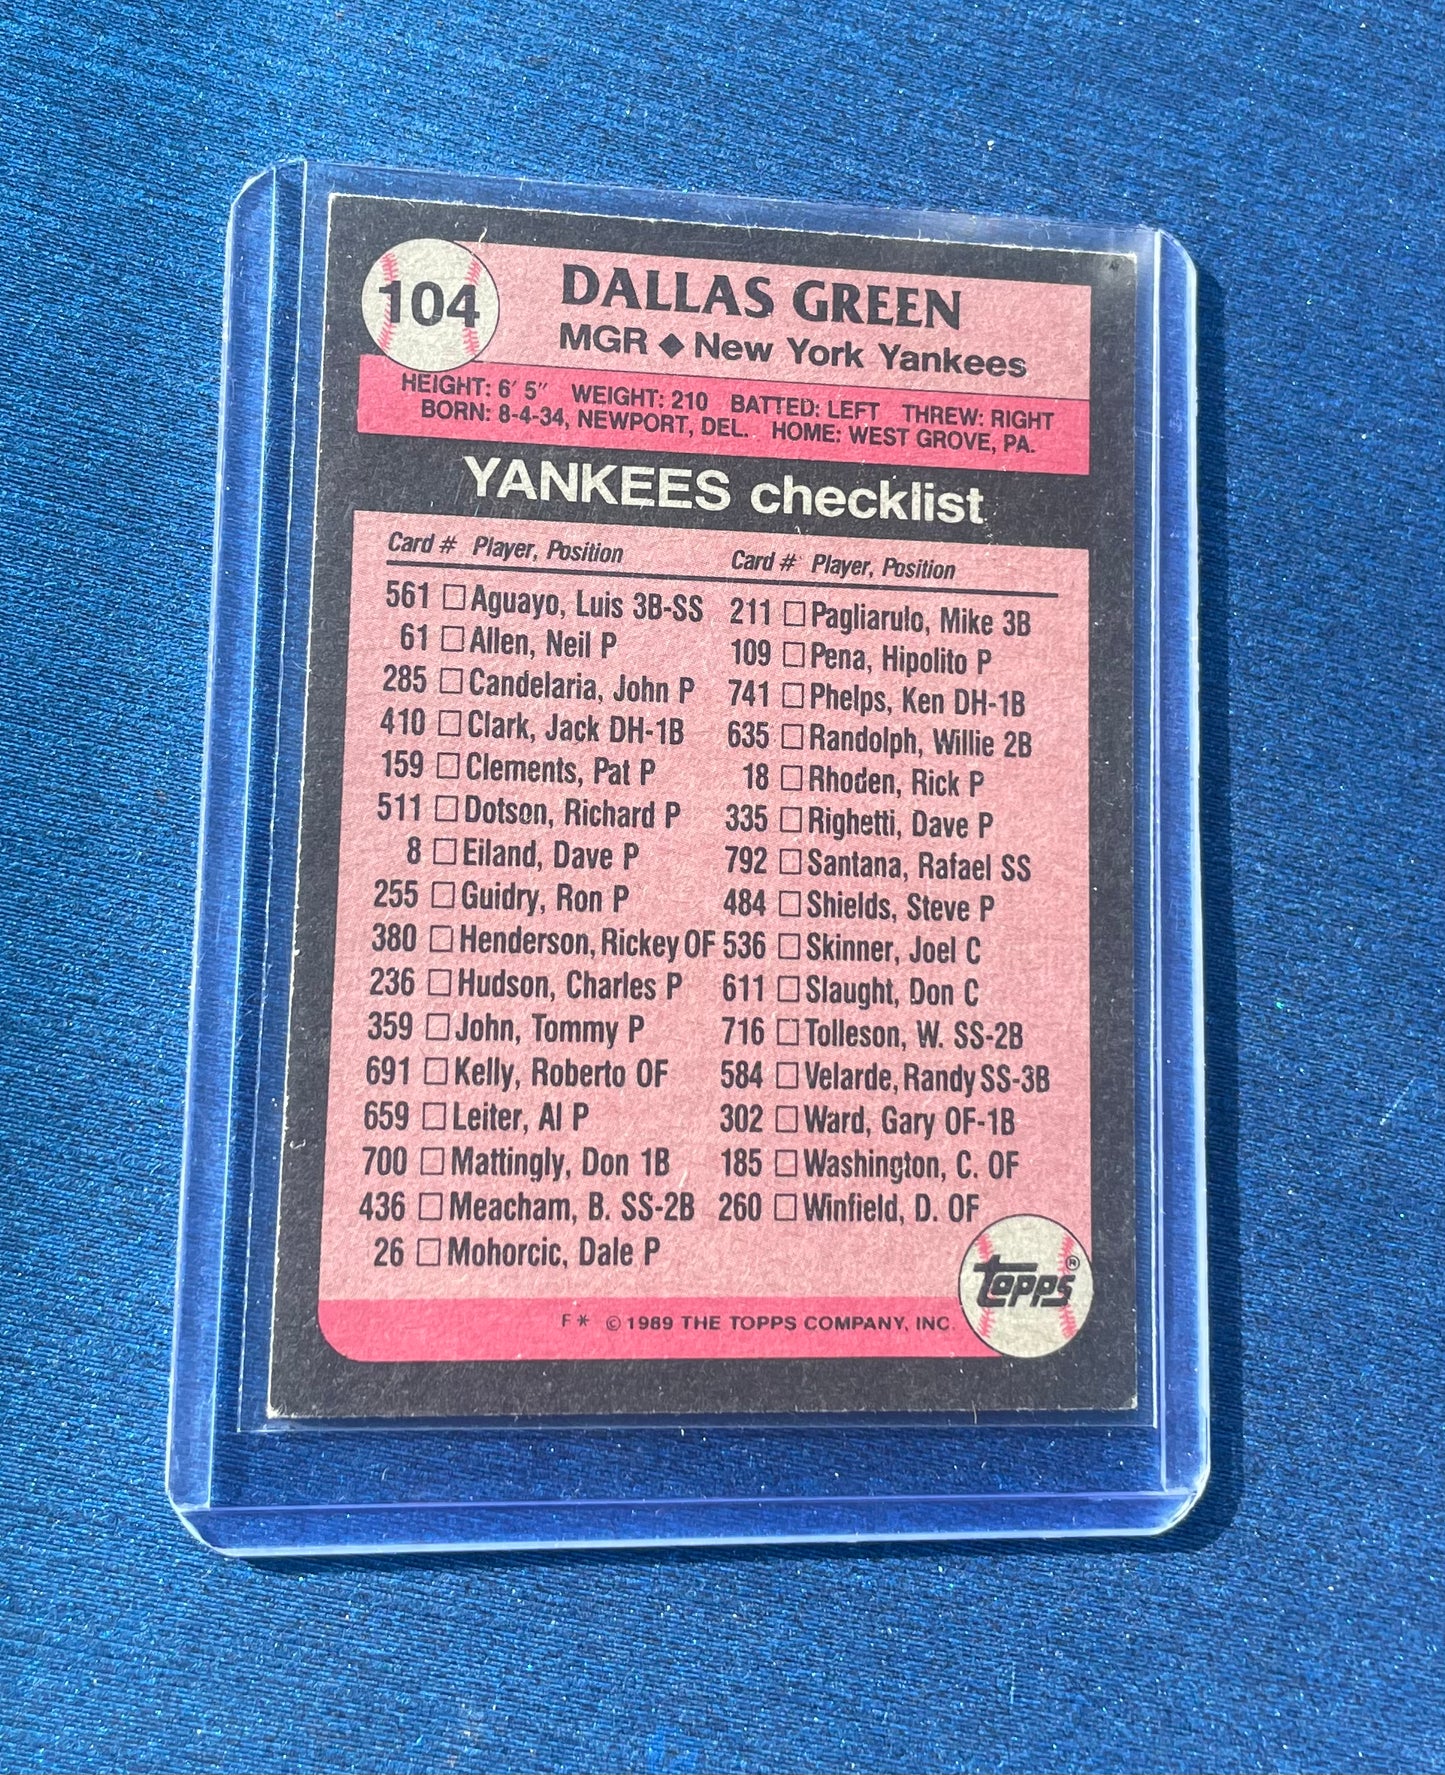 104
DALLAS GREEN
MGR ◆ New York Yankees
HEIGHT: 6' 5" WEIGHT: 210 BATTED: LEFT THREW: RIGHT
BORN: 8-4-34, NEWPORT, DEL. HOME: WEST GROVE, PA.
YANKEES checklist
Card # Player, Position
561 □ Aguayo, Luis 3B-SS
61 □ Allen, Neil P
285 □ Candelaria, John P
410 □ Clark, Jack DH-1B
159 □ Clements, Pat P
511 □ Dotson, Richard P
8 □ Eiland, Dave P
255 □ Guidry, Ron P
380 □ Henderson, Rickey OF
236 □ Hudson, Charles P
359 □ John, Tommy P
691 □ Kelly, Roberto OF
659 □ Leiter, Al P
700 □ Mattingly, Don 1B
436 □ Meacham, B. SS-2B
26 □ Mohorcic, Dale P
Card # Player, Position
211 □ Pagliarulo, Mike 3B
109 □ Pena, Hipolito P
741 □ Phelps, Ken DH-1B
635 □ Randolph, Willie 2B
18 □ Rhoden, Rick P
335 □ Righetti, Dave P
792 □ Santana, Rafael SS
484 □ Shields, Steve P
536 □ Skinner, Joel C
611 □ Slaught, Don C
716 □ Tolleson, W. SS-2B
584 □ Velarde, Randy SS-3B
302 □ Ward, Gary OF-1B
185 □ Washington, C. OF
260 □ Winfield, D. OF
topps®
F* © 1989 THE TOPPS COMPANY, INC.